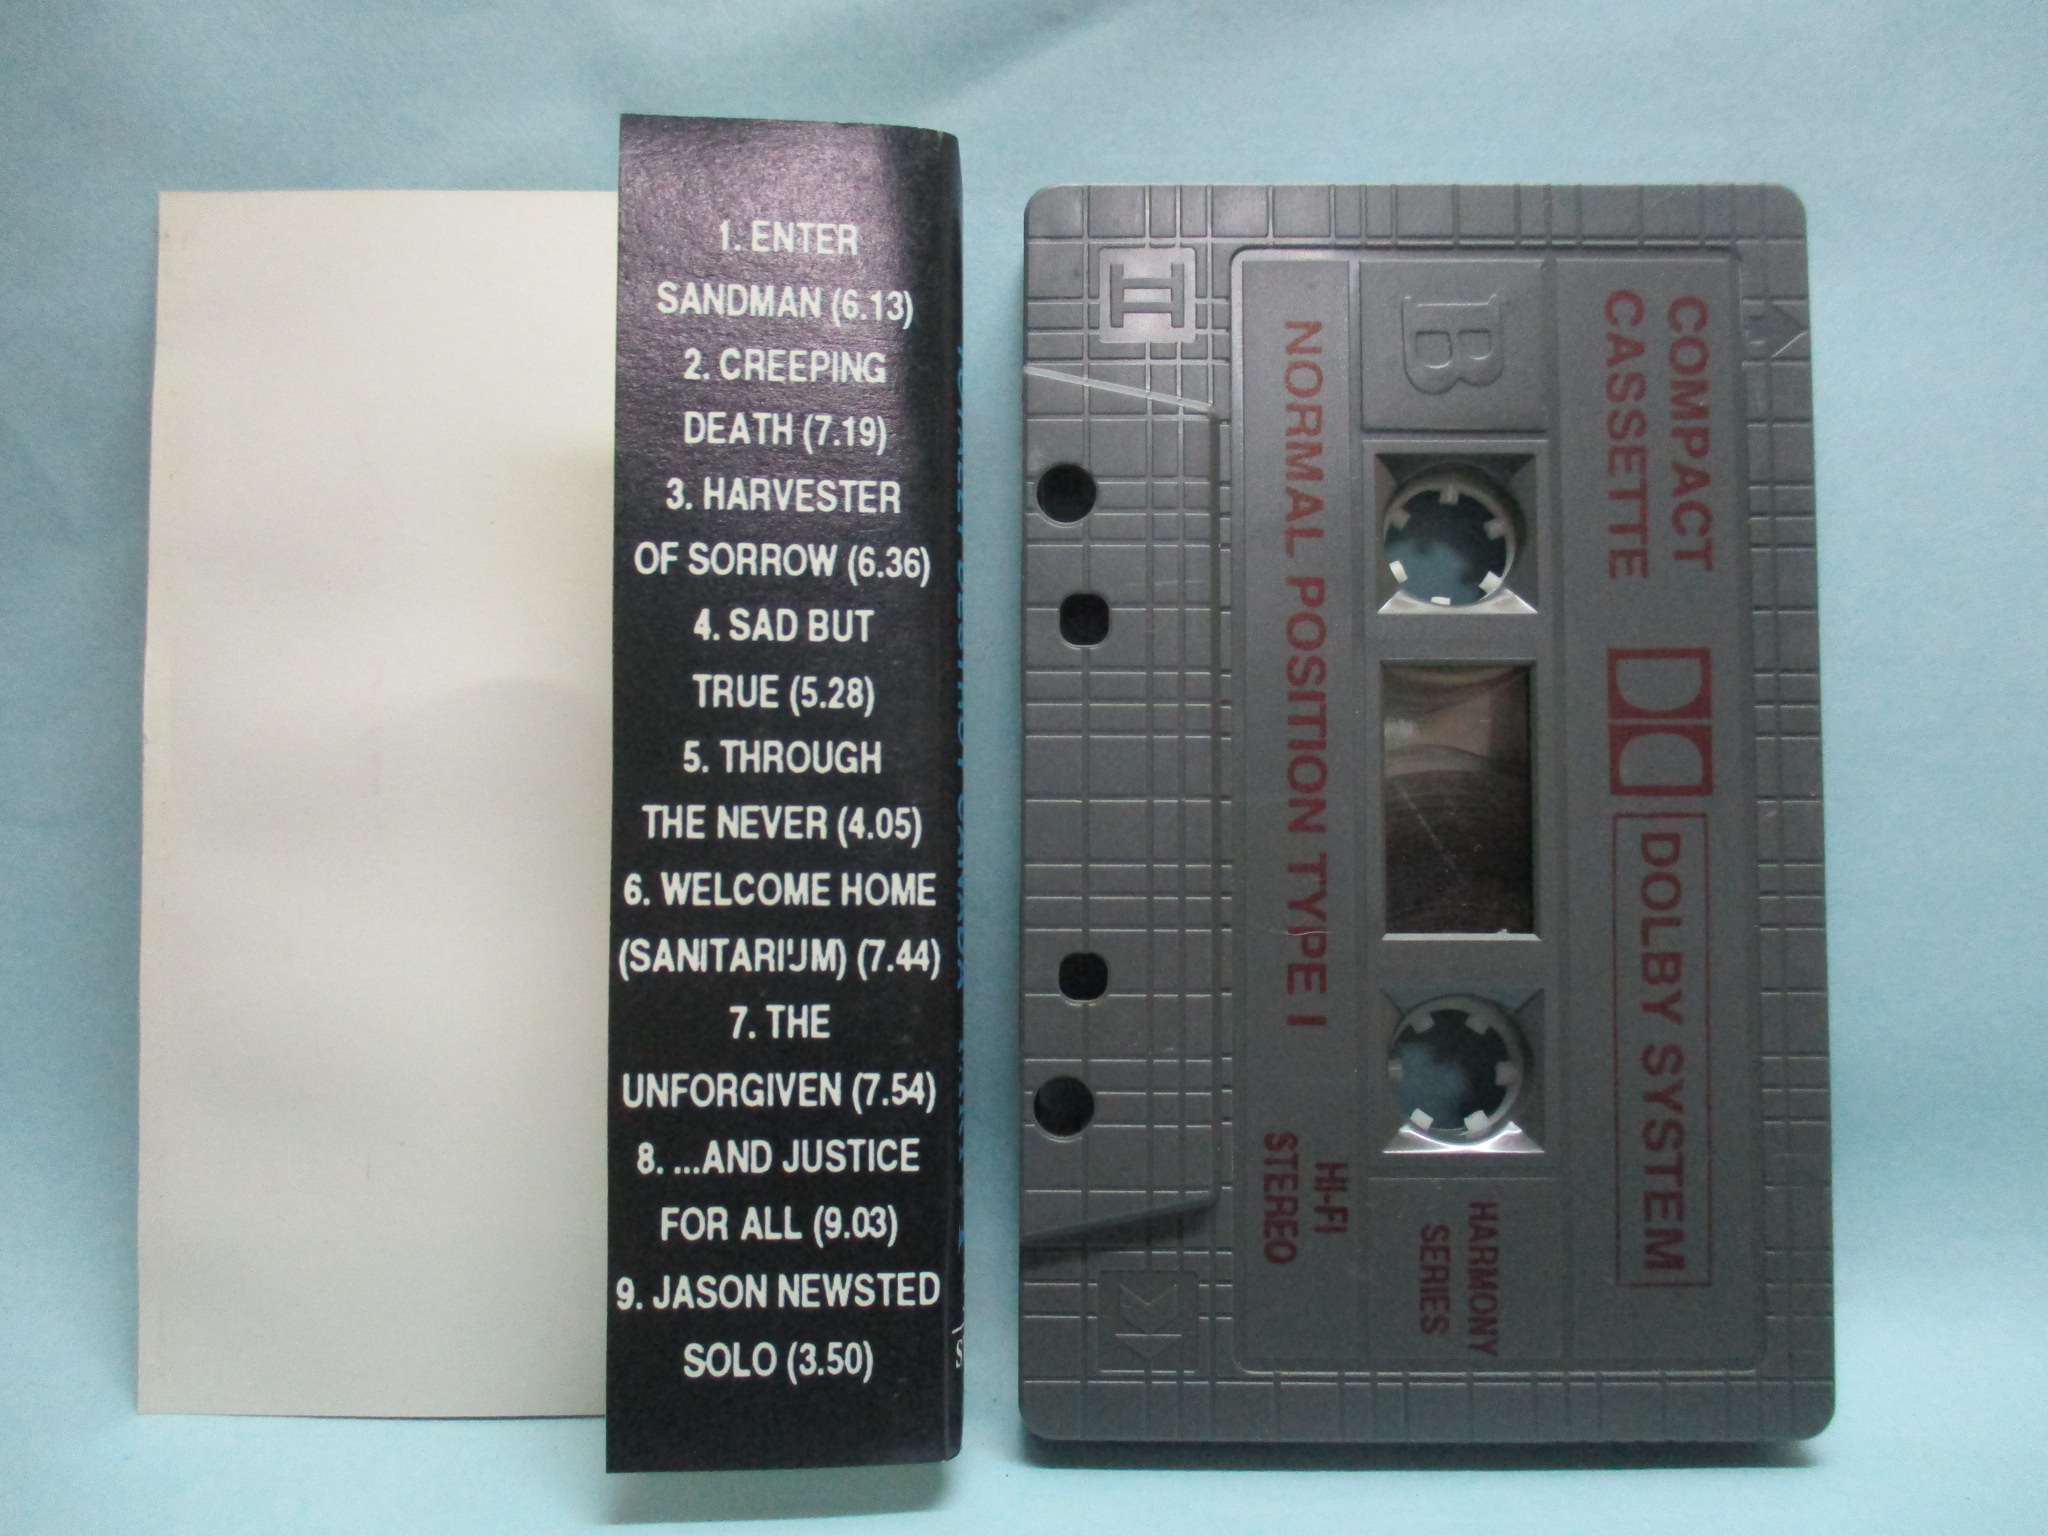 1. ENTER
SANDMAN (6.13)
2. CREEPING
DEATH (7.19)
3. HARVESTER
OF SORROW (6.36)
4. SAD BUT
TRUE (5.28)
5. THROUGH
THE NEVER (4.05)
6. WELCOME HOME
(SANITARIUM) (7.44)
7. THE
UNFORGIVEN (7.54)
8. ...AND JUSTICE
FOR ALL (9.03)
9. JASON NEWSTED
SOLO (3.50)
COMPACT
CASSETTE
DOLBY SYSTEM
B
HARMONY
SERIES
NORMAL POSITION TYPE I
HI-FI
STEREO
II